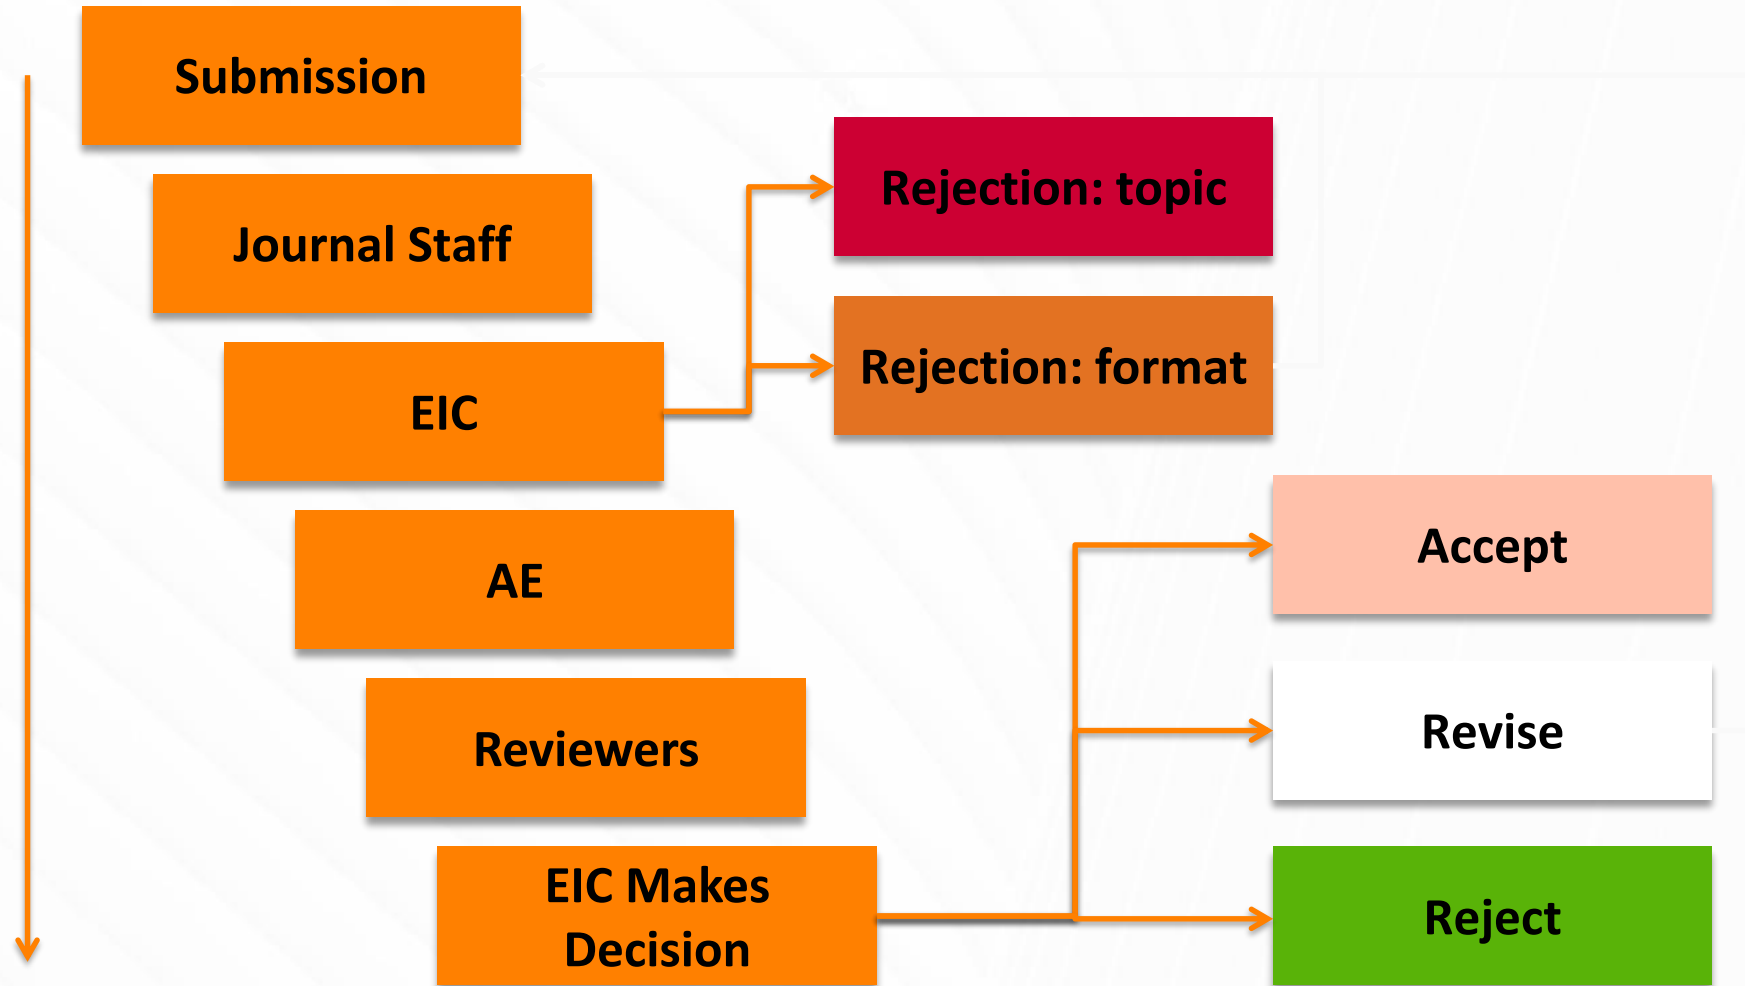 Submission
Journal Staff
EIC
AE
Reviewers
EIC Makes
Decision
Rejection: topic
Rejection: format
Accept
Revise
Reject